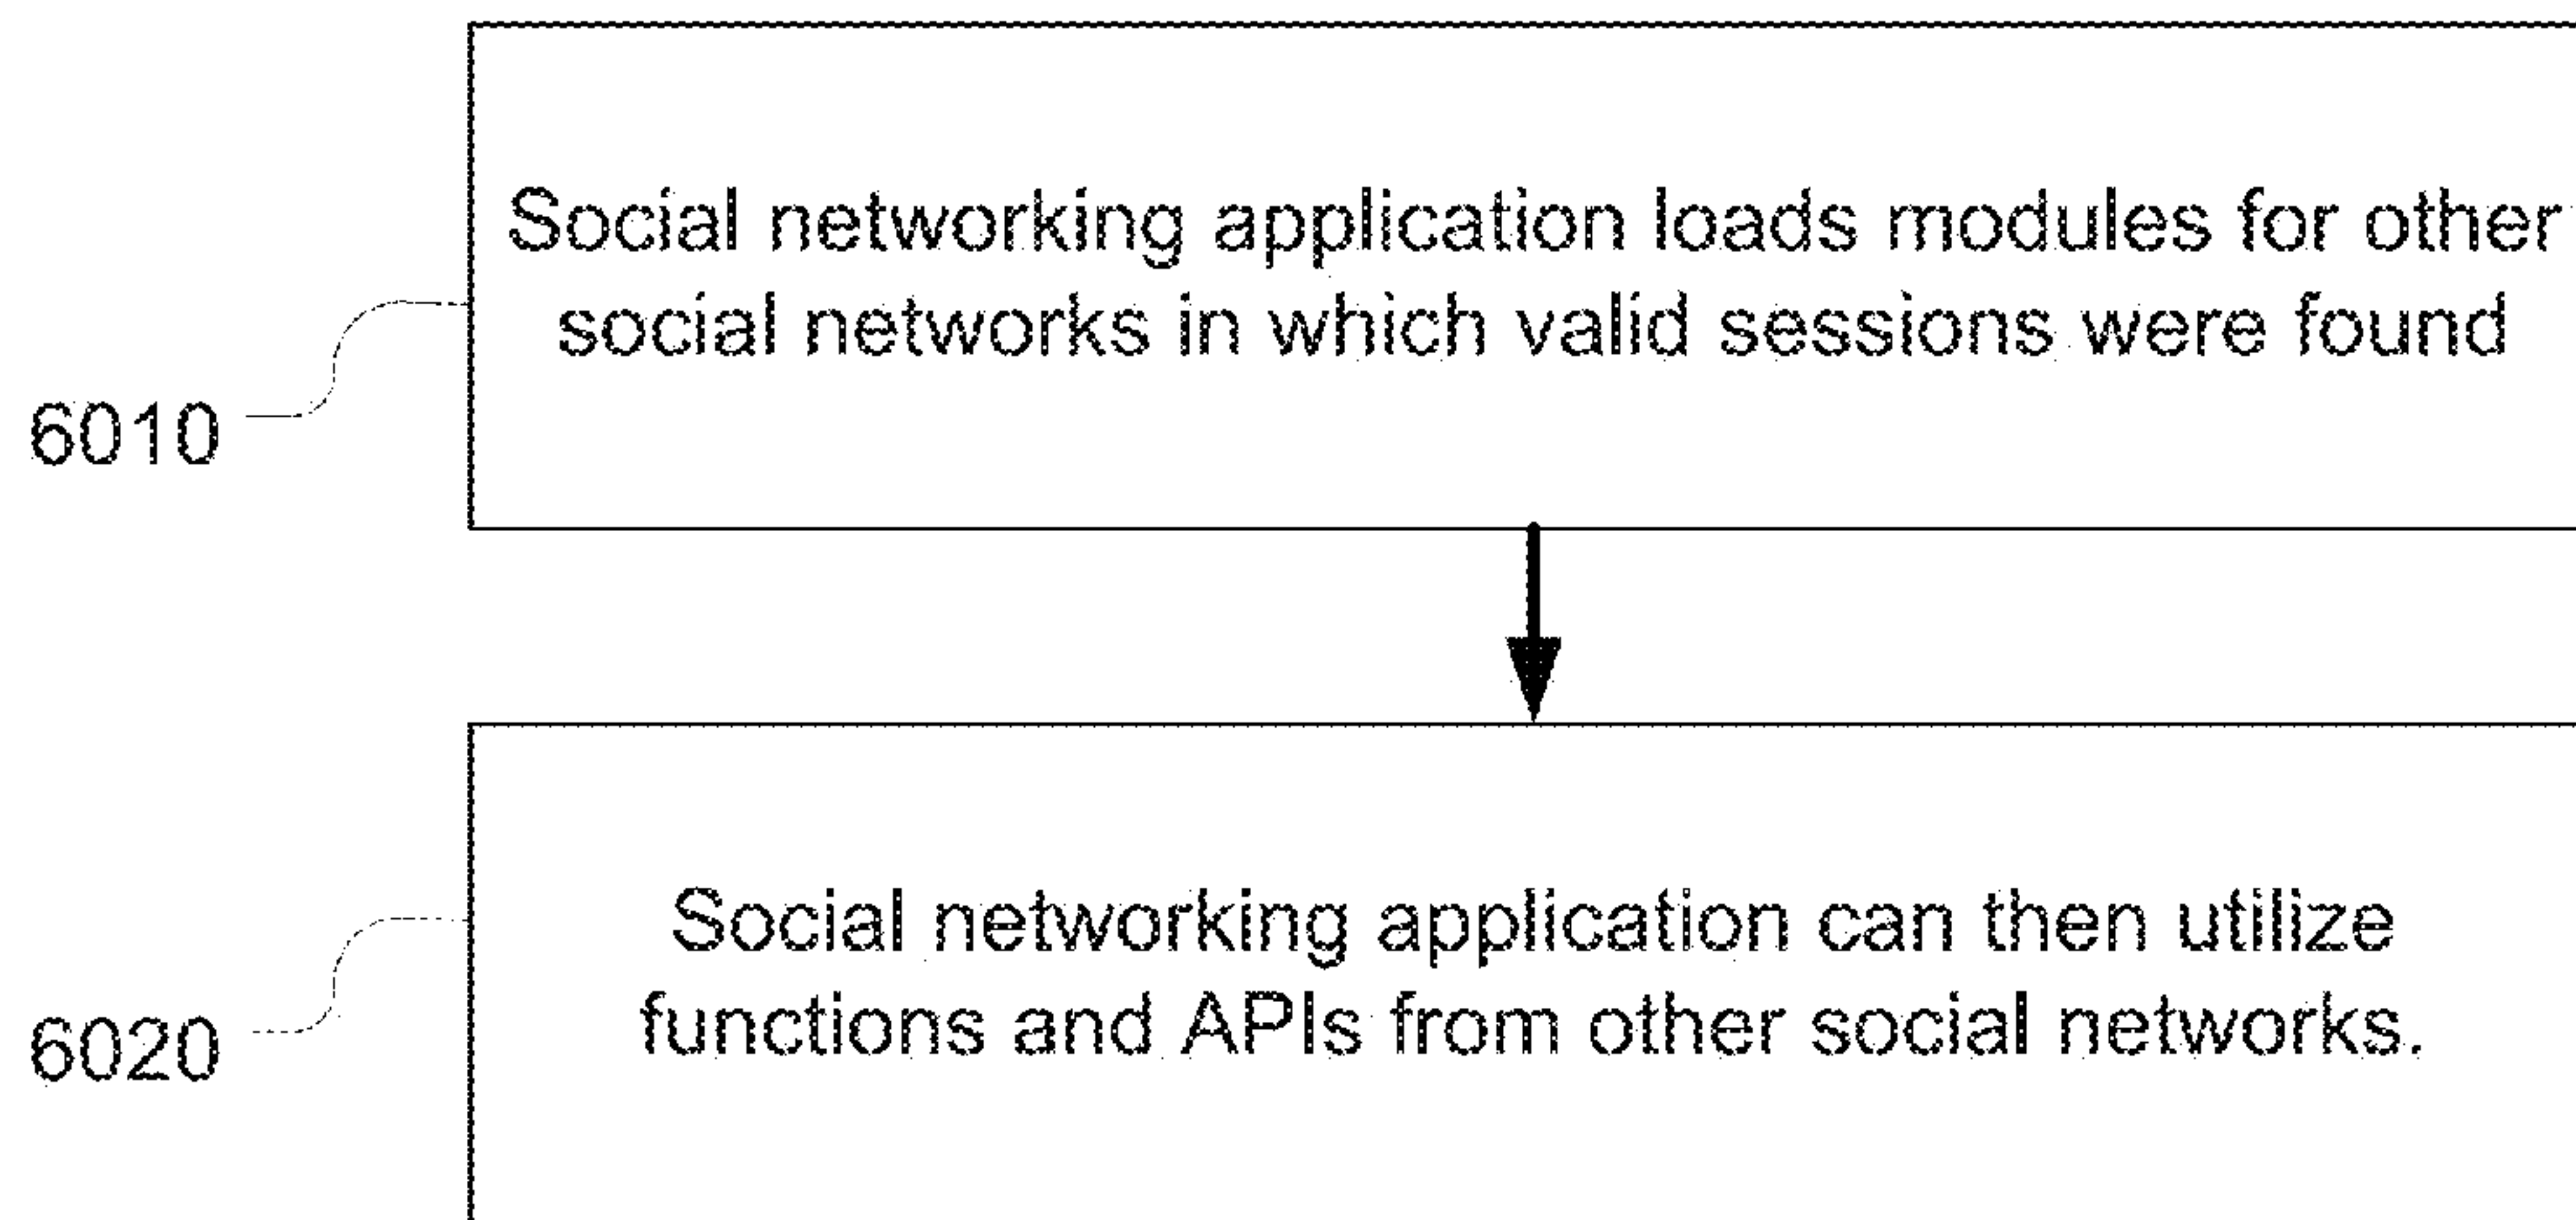 Social networking application loads modules for other
social networks in which valid sessions were found
6010
Social networking application can then utilize
functions and APIs from other social networks.
6020